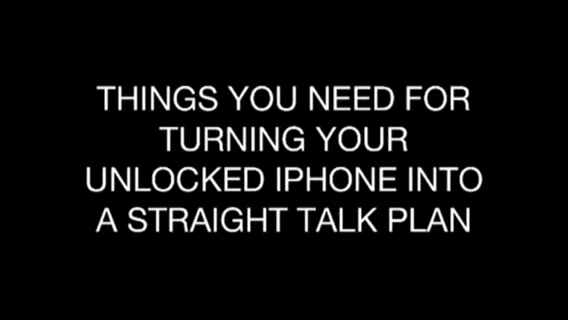 THINGS YOU NEED FOR
TURNING YOUR
UNLOCKED IPHONE INTO
A STRAIGHT TALK PLAN